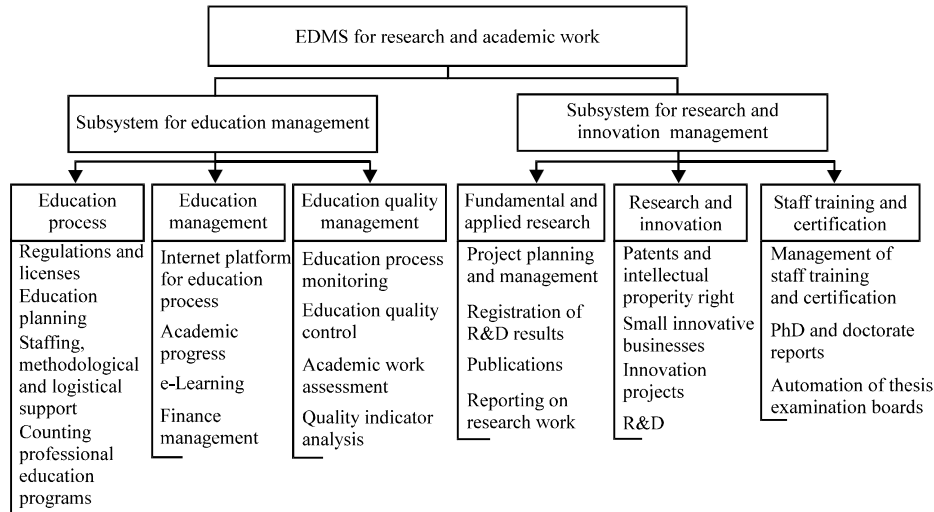 EDMS for research and academic work
Subsystem for education management
Subsystem for research and
innovation management
Education
process
Regulations and
licenses
Education
planning
Staffing,
methodological
and logistical
support
Counting
professional
education
programs
Education
management
Internet platform
for education
process
Academic
progress
e-Learning
Finance
management
Education quality
management
Education process
monitoring
Education quality
control
Academic work
assessment
Quality indicator
analysis
Fundamental and
applied research
Project planning
and management
Registration of
R&D results
Publications
Reporting on
research work
Research and
innovation
Patents and
intellectual
properity right
Small innovative
businesses
Innovation
projects
R&D
Staff training and
certification
Management of
staff training
and certification
PhD and doctorate
reports
Automation of thesis
examination boards